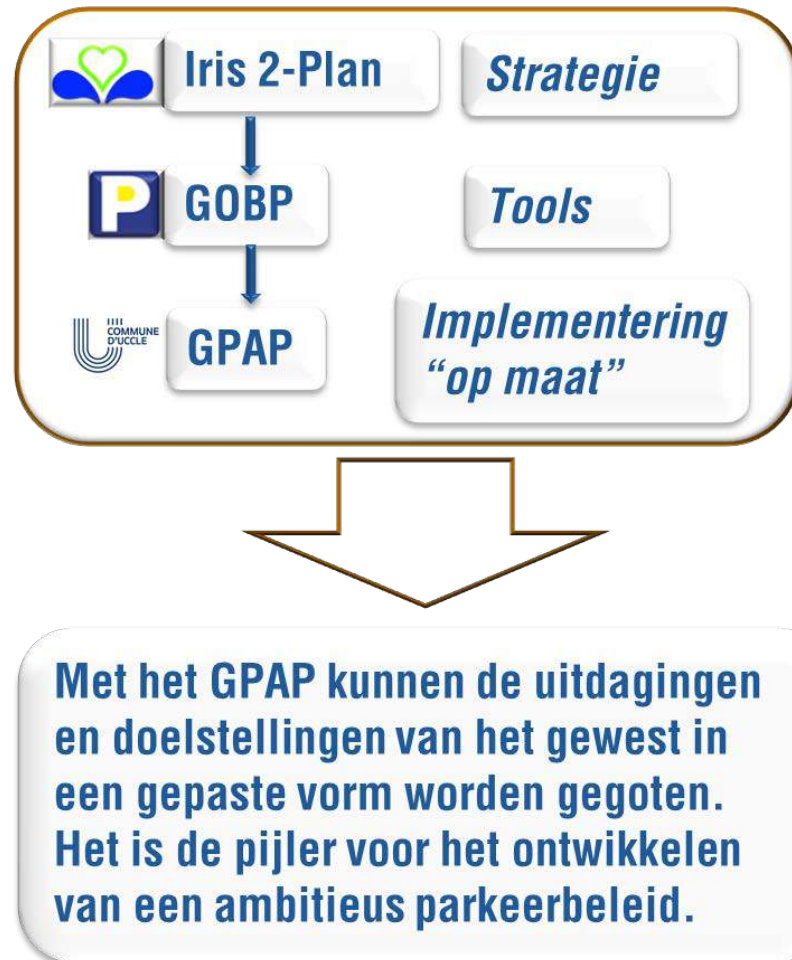 Iris 2-Plan
Strategie
P
GOBP
Tools
COMMUNE
D'UCCLE
GPAP
Implementering
“op maat”
Met het GPAP kunnen de uitdagingen
en doelstellingen van het gewest in
een gepaste vorm worden gegoten.
Het is de pijler voor het ontwikkelen
van een ambitieus parkeerbeleid.